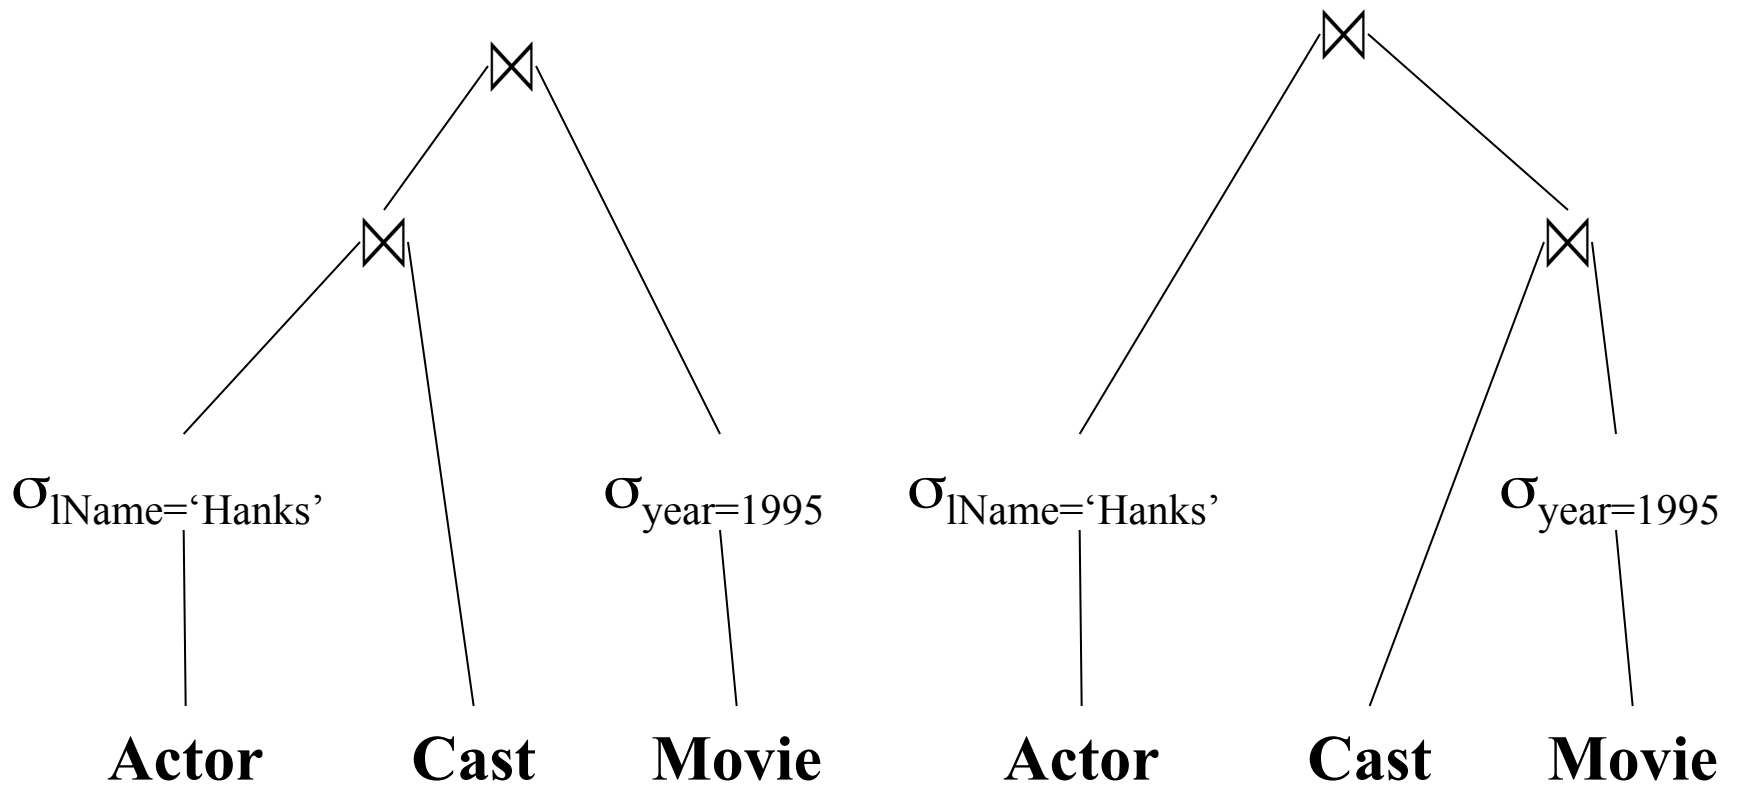 ⋈ ⋈
⋈ ⋈
σlName=‘Hanks’ σyear=1995 σlName=‘Hanks’ σyear=1995
Actor Cast Movie Actor Cast Movie